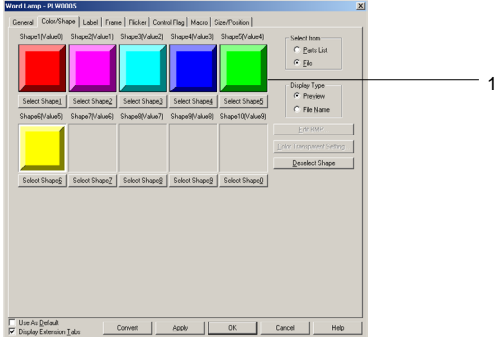 Word Lamp - PLW0005
General Color/Shape Label Frame Flicker Control Flag Macro Size/Position
Shape1(Value0) Shape2(Value1) Shape3(Value2) Shape4(Value3) Shape5(Value4)
Select from
Parts List
File
1
Display Type
Preview
File Name
Select Shape1 Select Shape2 Select Shape3 Select Shape4 Select Shape5
Shape6(Value5) Shape7(Value6) Shape8(Value7) Shape9(Value8) Shape10(Value9)
Color Transparent Setting
Deselect Shape
Select Shape6 Select Shape7 Select Shape8 Select Shape9 Select Shape0
Use As Default
Display Extension Tabs
Convert Apply OK Cancel Help